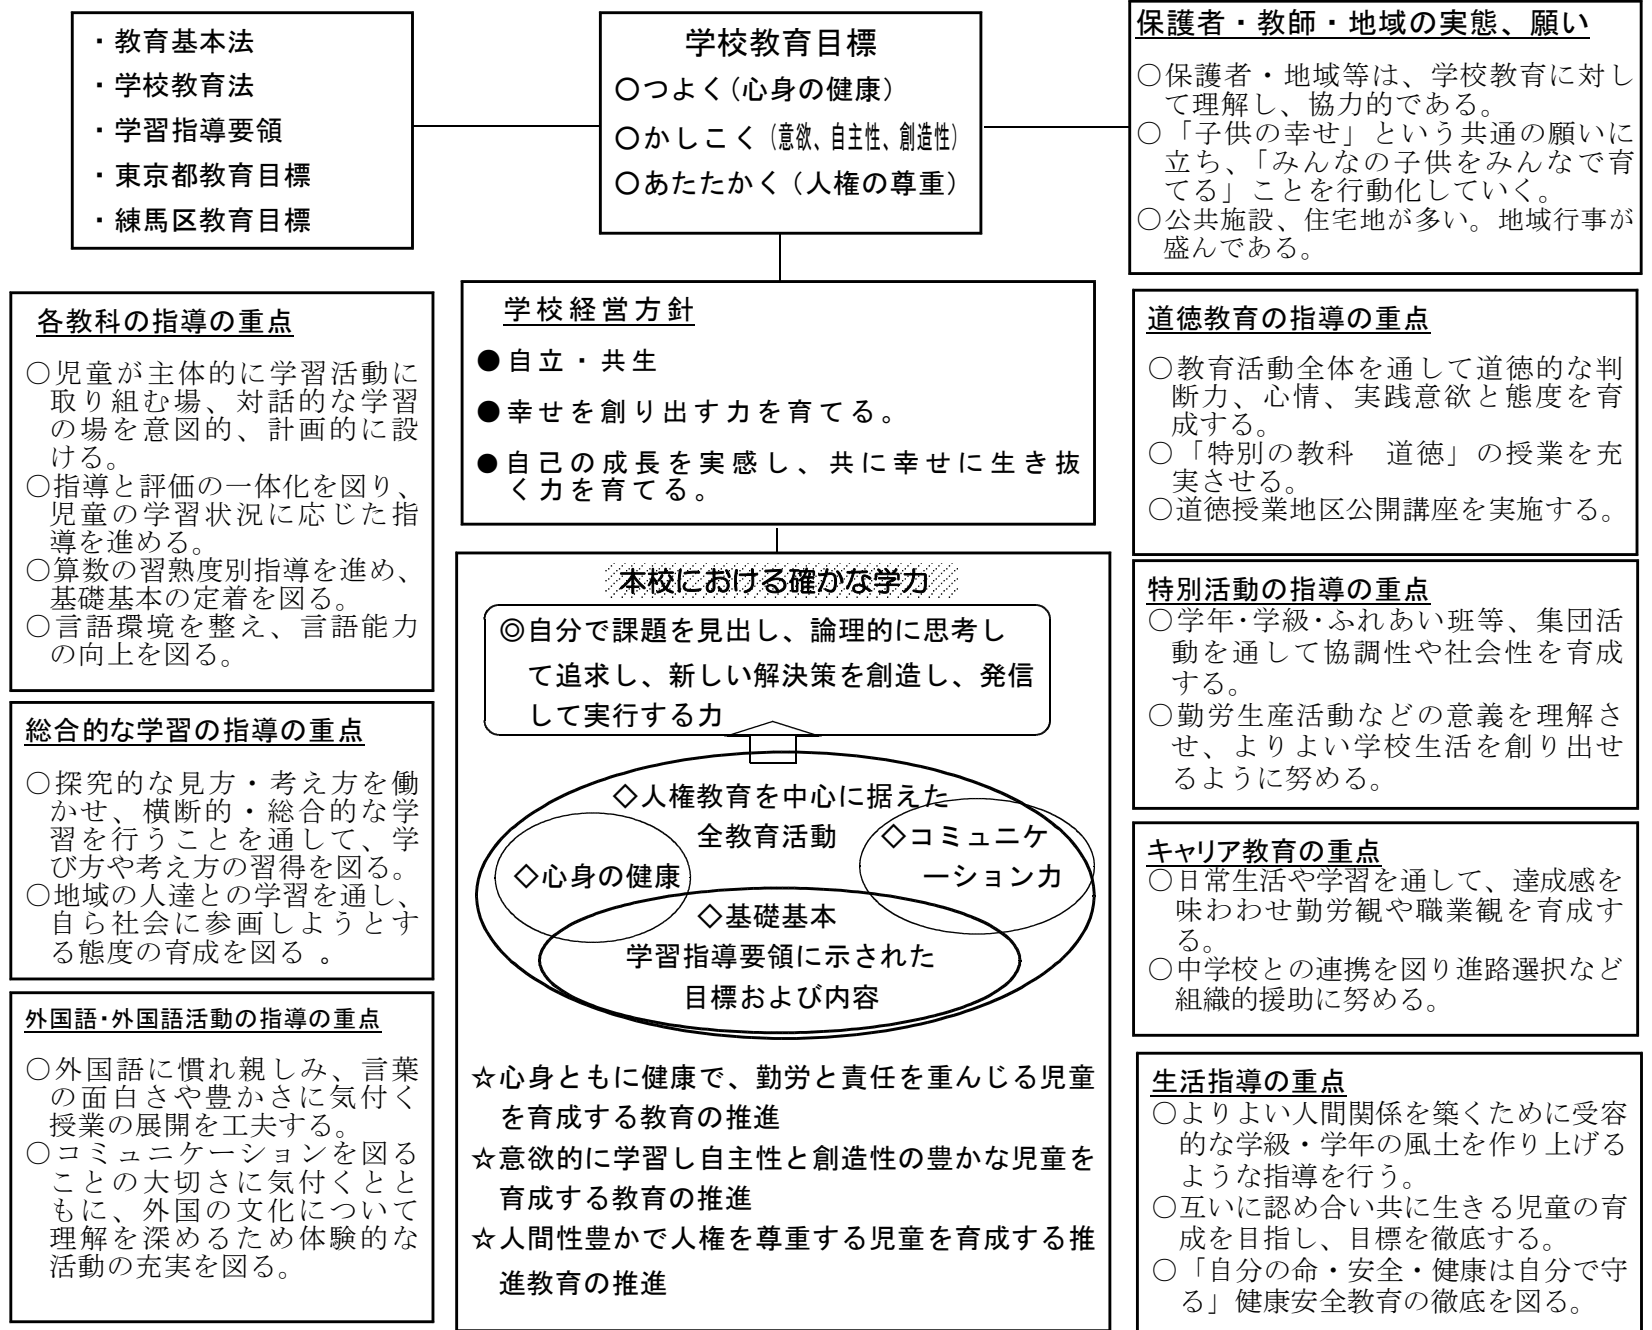 ・教育基本法
・学校教育法
・学習指導要領
・東京都教育目標
・練馬区教育目標
学校教育目標
○つよく(心身の健康)
○かしこく(意欲、自主性、創造性)
○あたたかく(人権の尊重)
保護者・教師・地域の実態、願い
○保護者・地域等は、学校教育に対し
て理解し、協力的である。
○「子供の幸せ」という共通の願いに
立ち、「みんなの子供をみんなで育
てる」ことを行動化していく。
○公共施設、住宅地が多い。地域行事が
盛んである。
各教科の指導の重点
○児童が主体的に学習活動に
取り組む場、対話的な学習
の場を意図的、計画的に設
ける。
○指導と評価の一体化を図り、
児童の学習状況に応じた指
導を進める。
○算数の習熟度別指導を進め、
基礎基本の定着を図る。
○言語環境を整え、言語能力
の向上を図る。
総合的な学習の指導の重点
○探究的な見方・考え方を働
かせ、横断的・総合的な学
習を行うことを通して、学
び方や考え方の習得を図る。
○地域の人達との学習を通し、
自ら社会に参画しようとす
る態度の育成を図る 。
外国語・外国語活動の指導の重点
○外国語に慣れ親しみ、言葉
の面白さや豊かさに気付く
授業の展開を工夫する。
○コミュニケーションを図る
ことの大切さに気付くとと
もに、外国の文化について
理解を深めるため体験的な
活動の充実を図る。
学校経営方針
●自立・共生
●幸せを創り出す力を育てる。
●自己の成長を実感し、共に幸せに生き抜
く力を育てる。
本校における確かな学力
◎自分で課題を見出し、論理的に思考し
て追求し、新しい解決策を創造し、発信
して実行する力
◇人権教育を中心に据えた
全教育活動
◇コミュニケ
ーション力
◇心身の健康
◇基礎基本
学習指導要領に示された
目標および内容
☆心身ともに健康で、勤労と責任を重んじる児童
を育成する教育の推進
☆意欲的に学習し自主性と創造性の豊かな児童を
育成する教育の推進
☆人間性豊かで人権を尊重する児童を育成する推
進教育の推進
道徳教育の指導の重点
○教育活動全体を通して道徳的な判
断力、心情、実践意欲と態度を育
成する。
○「特別の教科 道徳」の授業を充
実させる。
○道徳授業地区公開講座を実施する。
特別活動の指導の重点
○学年・学級・ふれあい班等、集団活
動を通して協調性や社会性を育成
する。
○勤労生産活動などの意義を理解さ
せ、よりよい学校生活を創り出せ
るように努める。
キャリア教育の重点
○日常生活や学習を通して、達成感を
味わわせ勤労観や職業観を育成す
る。
○中学校との連携を図り進路選択など
組織的援助に努める。
生活指導の重点
○よりよい人間関係を築くために受容
的な学級・学年の風土を作り上げる
ような指導を行う。
○互いに認め合い共に生きる児童の育
成を目指し、目標を徹底する。
○「自分の命・安全・健康は自分で守
る」健康安全教育の徹底を図る。